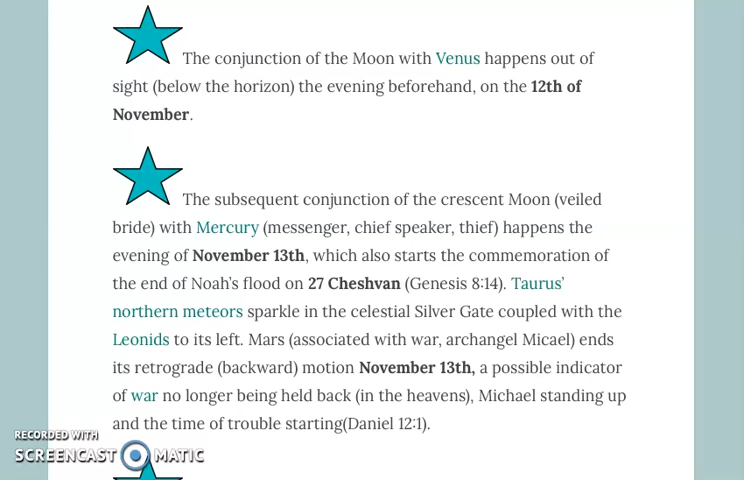 The conjunction of the Moon with Venus happens out of
sight (below the horizon) the evening beforehand, on the 12th of
November.
The subsequent conjunction of the crescent Moon (veiled
bride) with Mercury (messenger, chief speaker, thief) happens the
evening of November 13th, which also starts the commemoration of
the end of Noah's flood on 27 Cheshvan (Genesis 8:14). Taurus'
northern meteors sparkle in the celestial Silver Gate coupled with the
Leonids to its left. Mars (associated with war, archangel Micael) ends
its retrograde (backward) motion November 13th, a possible indicator
of war no longer being held back (in the heavens), Michael standing up
and the time of trouble starting(Daniel 12:1).
RECORDED WITH
SCREENCAST MATIC